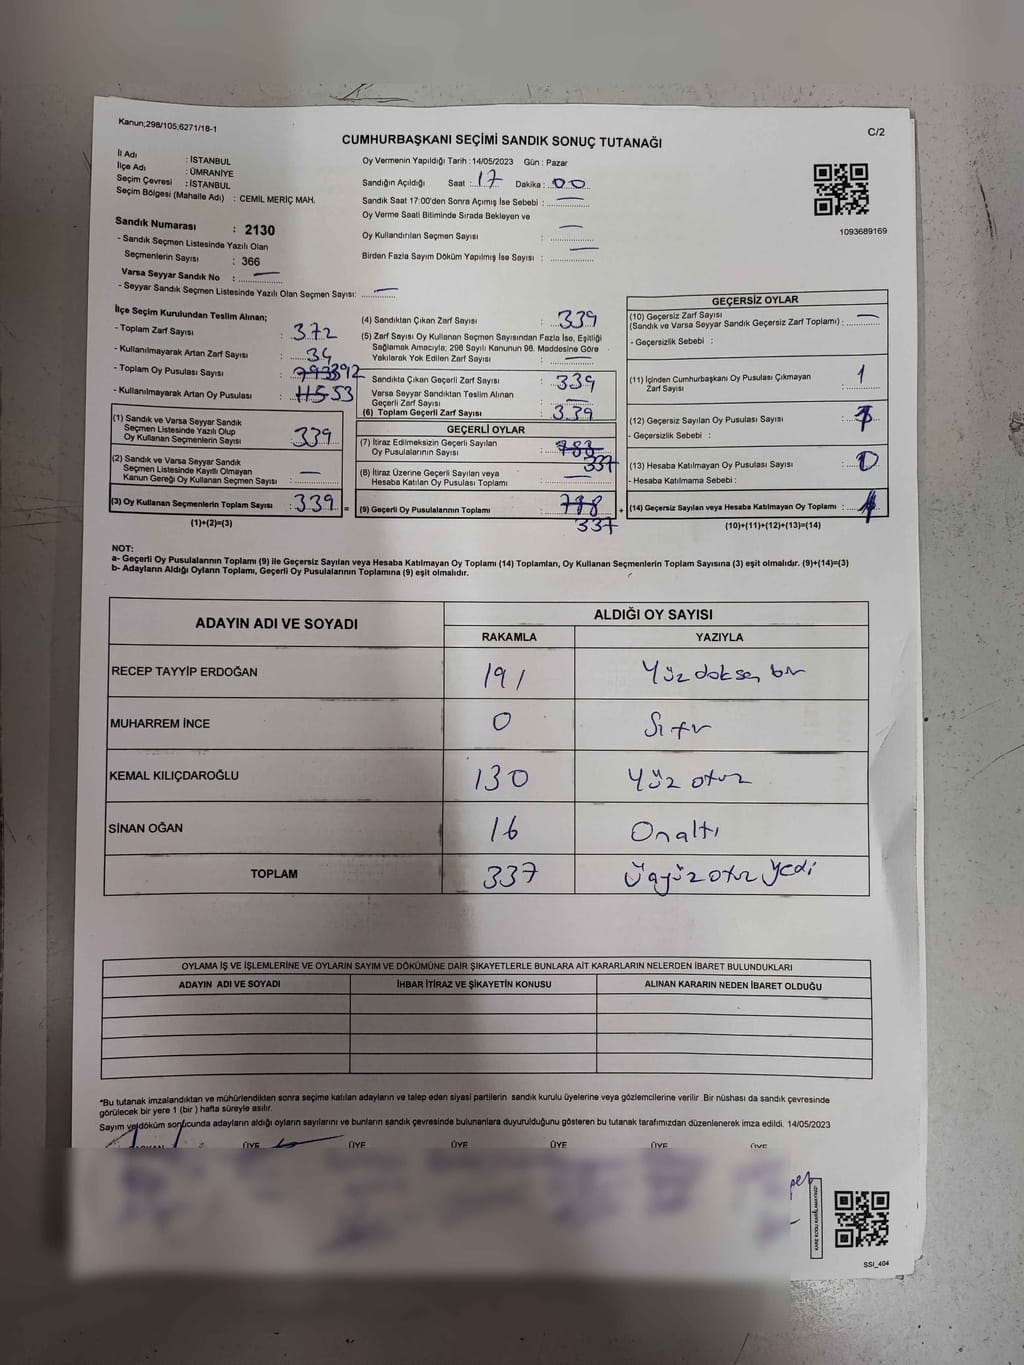 Kanun;298/105;6271/18-1
C/2
CUMHURBAŞKANI SEÇİMİ SANDIK SONUÇ TUTANAĞI
İl Adı : İSTANBUL
İlçe Adı : ÜMRANİYE
Seçim Çevresi : İSTANBUL
Seçim Bölgesi (Mahalle Adı) : CEMİL MERİÇ MAH.
Sandık Numarası : 2130
- Sandık Seçmen Listesinde Yazılı Olan
Seçmenlerin Sayısı : 366
Varsa Seyyar Sandık No : —
- Seyyar Sandık Seçmen Listesinde Yazılı Olan Seçmen Sayısı: —
Oy Vermenin Yapıldığı Tarih : 14/05/2023 Gün : Pazar
Sandığın Açıldığı Saat : 17 Dakika : 00
Sandık Saat 17:00'den Sonra Açımış İse Sebebi : —
Oy Verme Saati Bitiminde Sırada Bekleyen ve
Oy Kullandırılan Seçmen Sayısı : —
Birden Fazla Sayım Döküm Yapılmış İse Sayısı : —
1093689169
İlçe Seçim Kurulundan Teslim Alınan;
- Toplam Zarf Sayısı : 372
- Kullanılmayarak Artan Zarf Sayısı : 34
- Toplam Oy Pusulası Sayısı : 392
- Kullanılmayarak Artan Oy Pusulası : 53
(1) Sandık ve Varsa Seyyar Sandık
Seçmen Listesinde Yazılı Olup
Oy Kullanan Seçmenlerin Sayısı : 339
(2) Sandık ve Varsa Seyyar Sandık
Seçmen Listesinde Kayıtlı Olmayan
Kanun Gereği Oy Kullanan Seçmen Sayısı : —
(3) Oy Kullanan Seçmenlerin Toplam Sayısı : 339 =
(1)+(2)=(3)
(4) Sandıktan Çıkan Zarf Sayısı : 339
(5) Zarf Sayısı Oy Kullanan Seçmen Sayısından Fazla İse, Eşitliği
Sağlamak Amacıyla; 298 Sayılı Kanunun 98. Maddesine Göre
Yakılarak Yok Edilen Zarf Sayısı : —
Sandıkta Çıkan Geçerli Zarf Sayısı : 339
Varsa Seyyar Sandıktan Teslim Alınan
Geçerli Zarf Sayısı : —
(6) Toplam Geçerli Zarf Sayısı : 339
GEÇERLİ OYLAR
(7) İtiraz Edilmeksizin Geçerli Sayılan
Oy Pusulalarının Sayısı : 337
(8) İtiraz Üzerine Geçerli Sayılan veya
Hesaba Katılan Oy Pusulası Toplamı : —
(9) Geçerli Oy Pusulalarının Toplamı : +
337
GEÇERSİZ OYLAR
(10) Geçersiz Zarf Sayısı
(Sandık ve Varsa Seyyar Sandık Geçersiz Zarf Toplamı) : —
- Geçersizlik Sebebi :
(11) İçinden Cumhurbaşkanı Oy Pusulası Çıkmayan
Zarf Sayısı : 1
(12) Geçersiz Sayılan Oy Pusulası Sayısı :
- Geçersizlik Sebebi :
(13) Hesaba Katılmayan Oy Pusulası Sayısı : 0
- Hesaba Katılmama Sebebi :
(14) Geçersiz Sayılan veya Hesaba Katılmayan Oy Toplamı :
(10)+(11)+(12)+(13)=(14)
NOT:
a- Geçerli Oy Pusulalarının Toplamı (9) ile Geçersiz Sayılan veya Hesaba Katılmayan Oy Toplamı (14) Toplamları, Oy Kullanan Seçmenlerin Toplam Sayısına (3) eşit olmalıdır. (9)+(14)=(3)
b- Adayların Aldığı Oyların Toplamı, Geçerli Oy Pusulalarının Toplamına (9) eşit olmalıdır.
ADAYIN ADI VE SOYADI
ALDIĞI OY SAYISI
RAKAMLA YAZIYLA
RECEP TAYYİP ERDOĞAN 191 Yüz doksan bir
MUHARREM İNCE 0 Sıfır
KEMAL KILIÇDAROĞLU 130 Yüz otuz
SİNAN OĞAN 16 Onaltı
TOPLAM 337 Üçyüz otuz yedi
OYLAMA İŞ VE İŞLEMLERİNE VE OYLARIN SAYIM VE DÖKÜMÜNE DAİR ŞİKAYETLERLE BUNLARA AİT KARARLARIN NELERDEN İBARET BULUNDUKLARI
ADAYIN ADI VE SOYADI İHBAR İTİRAZ VE ŞİKAYETİN KONUSU ALINAN KARARIN NEDEN İBARET OLDUĞU
*Bu tutanak imzalandıktan ve mühürlendikten sonra seçime katılan adayların ve talep eden siyasi partilerin sandık kurulu üyelerine veya gözlemcilerine verilir .Bir nüshası da sandık çevresinde
görülecek bir yere 1 (bir ) hafta süreyle asılır.
Sayım ve döküm sonucunda adayların aldığı oyların sayılarını ve bunların sandık çevresinde bulunanlara duyurulduğunu gösteren bu tutanak tarafımızdan düzenlenerek imza edildi. 14/05/2023
BAŞKAN ÜYE ÜYE ÜYE ÜYE ÜYE
SSI_404